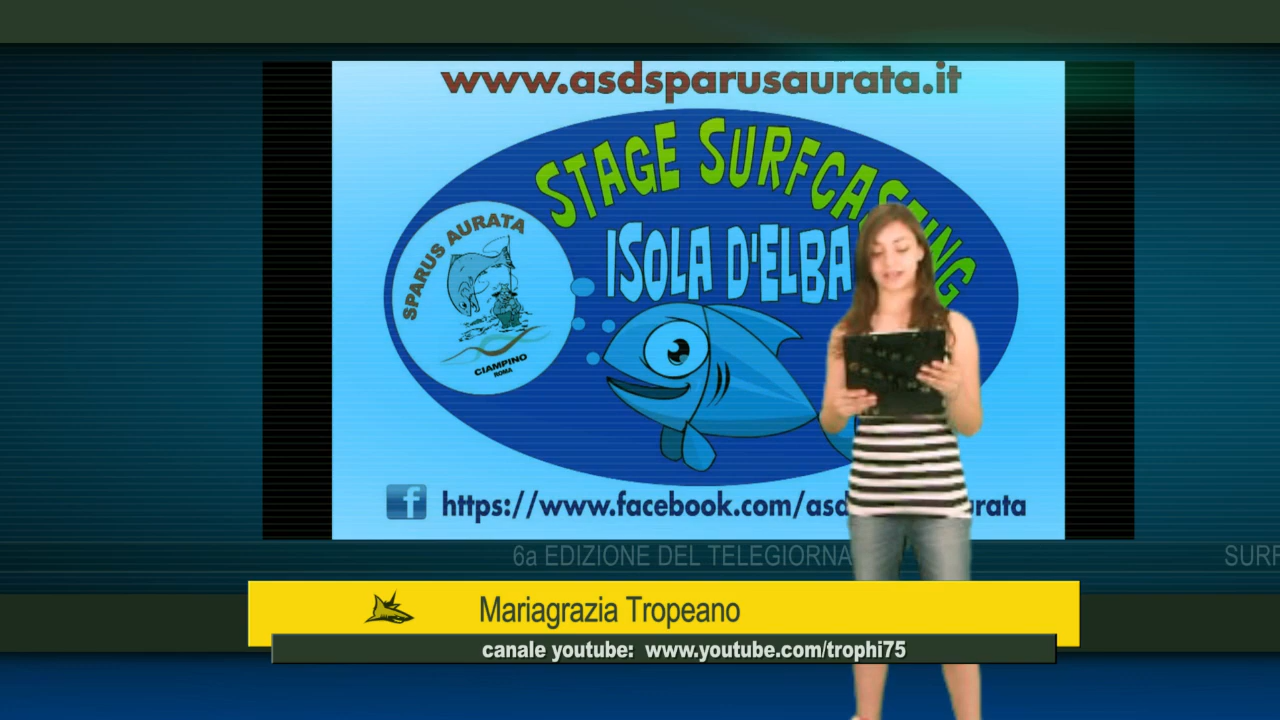 www.asdsparusaurata.it
STAGE SURFCASTING
ISOLA D'ELBA
SPARUS AURATA
CIAMPINO
ROMA
f https://www.facebook.com/asd rata
6a EDIZIONE DEL TELEGIORNA SURF
Mariagrazia Tropeano
canale youtube: www.youtube.com/trophi75